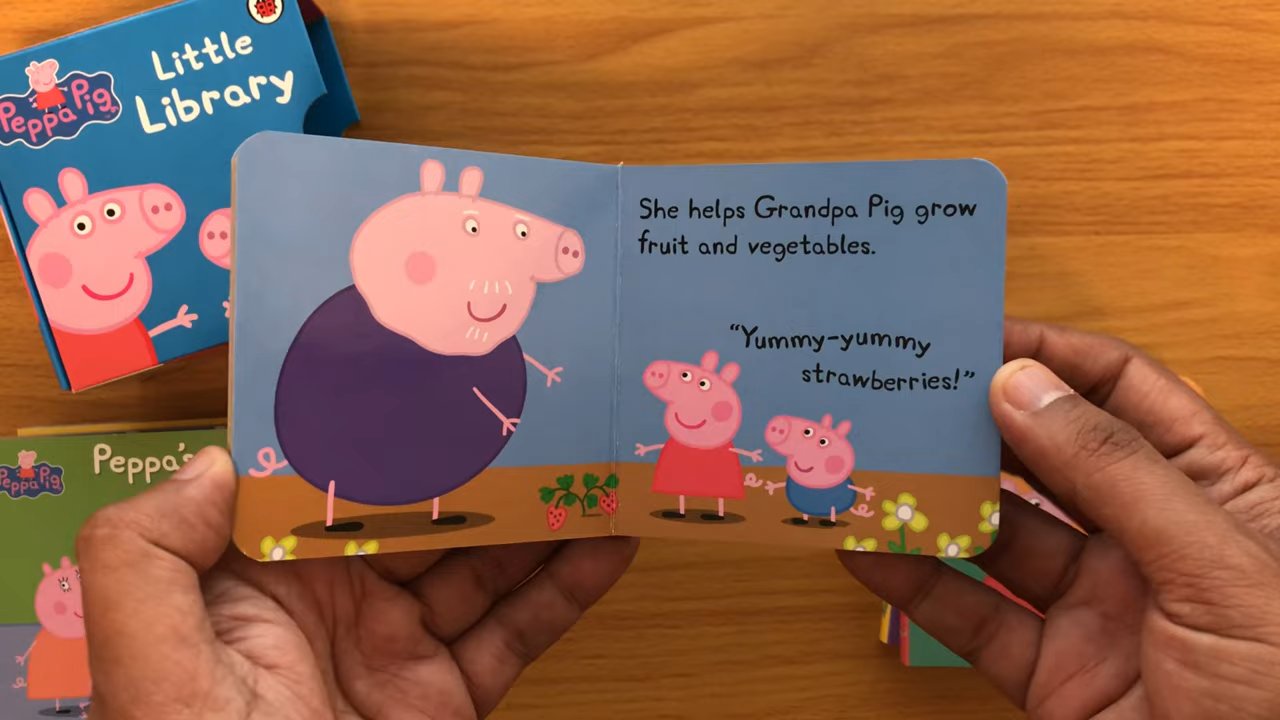 Little
Library
Peppa Pig
She helps Grandpa Pig grow
fruit and vegetables.
“Yummy-yummy
strawberries!”
Peppa's
Peppa Pig